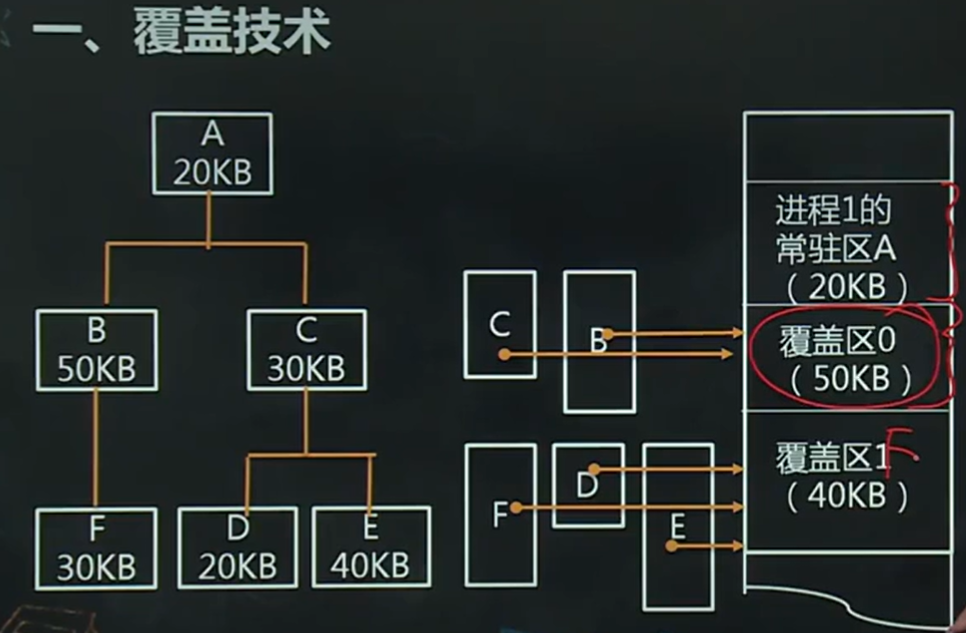 一、覆盖技术
A
20KB
B
50KB
C
30KB
F
30KB
D
20KB
E
40KB
C
B
F
D
E
进程1的
常驻区A
（20KB）
覆盖区0
（50KB）
覆盖区1F
（40KB）